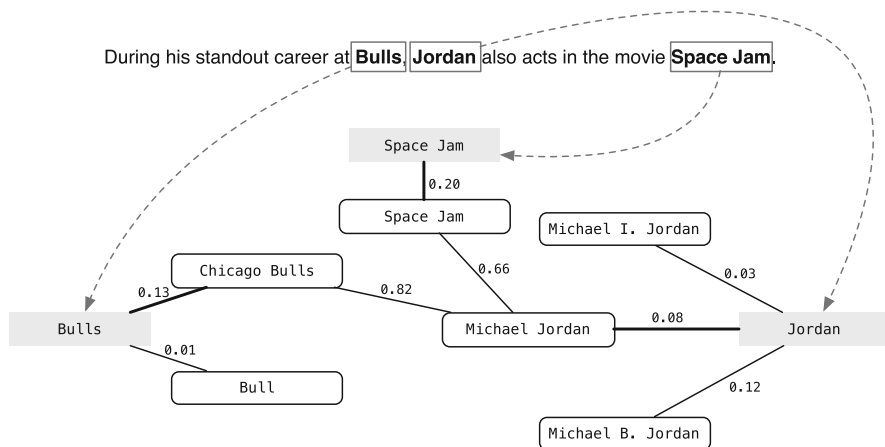 During his standout career at Bulls, Jordan also acts in the movie Space Jam.
Space Jam
0.20
Space Jam
Michael I. Jordan
Chicago Bulls
0.66
0.03
0.13
0.82
Bulls
Michael Jordan
0.08
Jordan
0.01
Bull
0.12
Michael B. Jordan